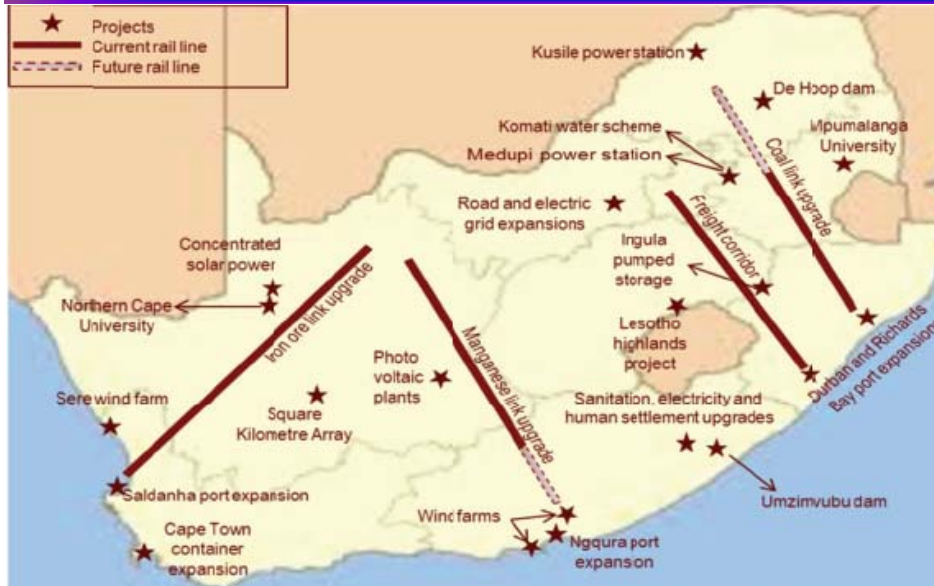 Projects
Current rail line
Future rail line
Kusile power station
De Hoop dam
Komati water scheme
Mpumalanga
University
Medupi power station
Coal link upgrade
Road and electric
grid expansions
Freight corridor
Ingula
pumped
storage
Concentrated
solar power
Northern Cape
University
Iron ore link upgrade
Manganese link upgrade
Photo
voltaic
plants
Lesotho
highlands
project
Durban and Richards
Bay port expansion
Sere wind farm
Square
Kilometre Array
Sanitation, electricity and
human settlement upgrades
Saldanha port expansion
Umzimvubu dam
Wind farms
Cape Town
container
expansion
Ngqura port
expansion